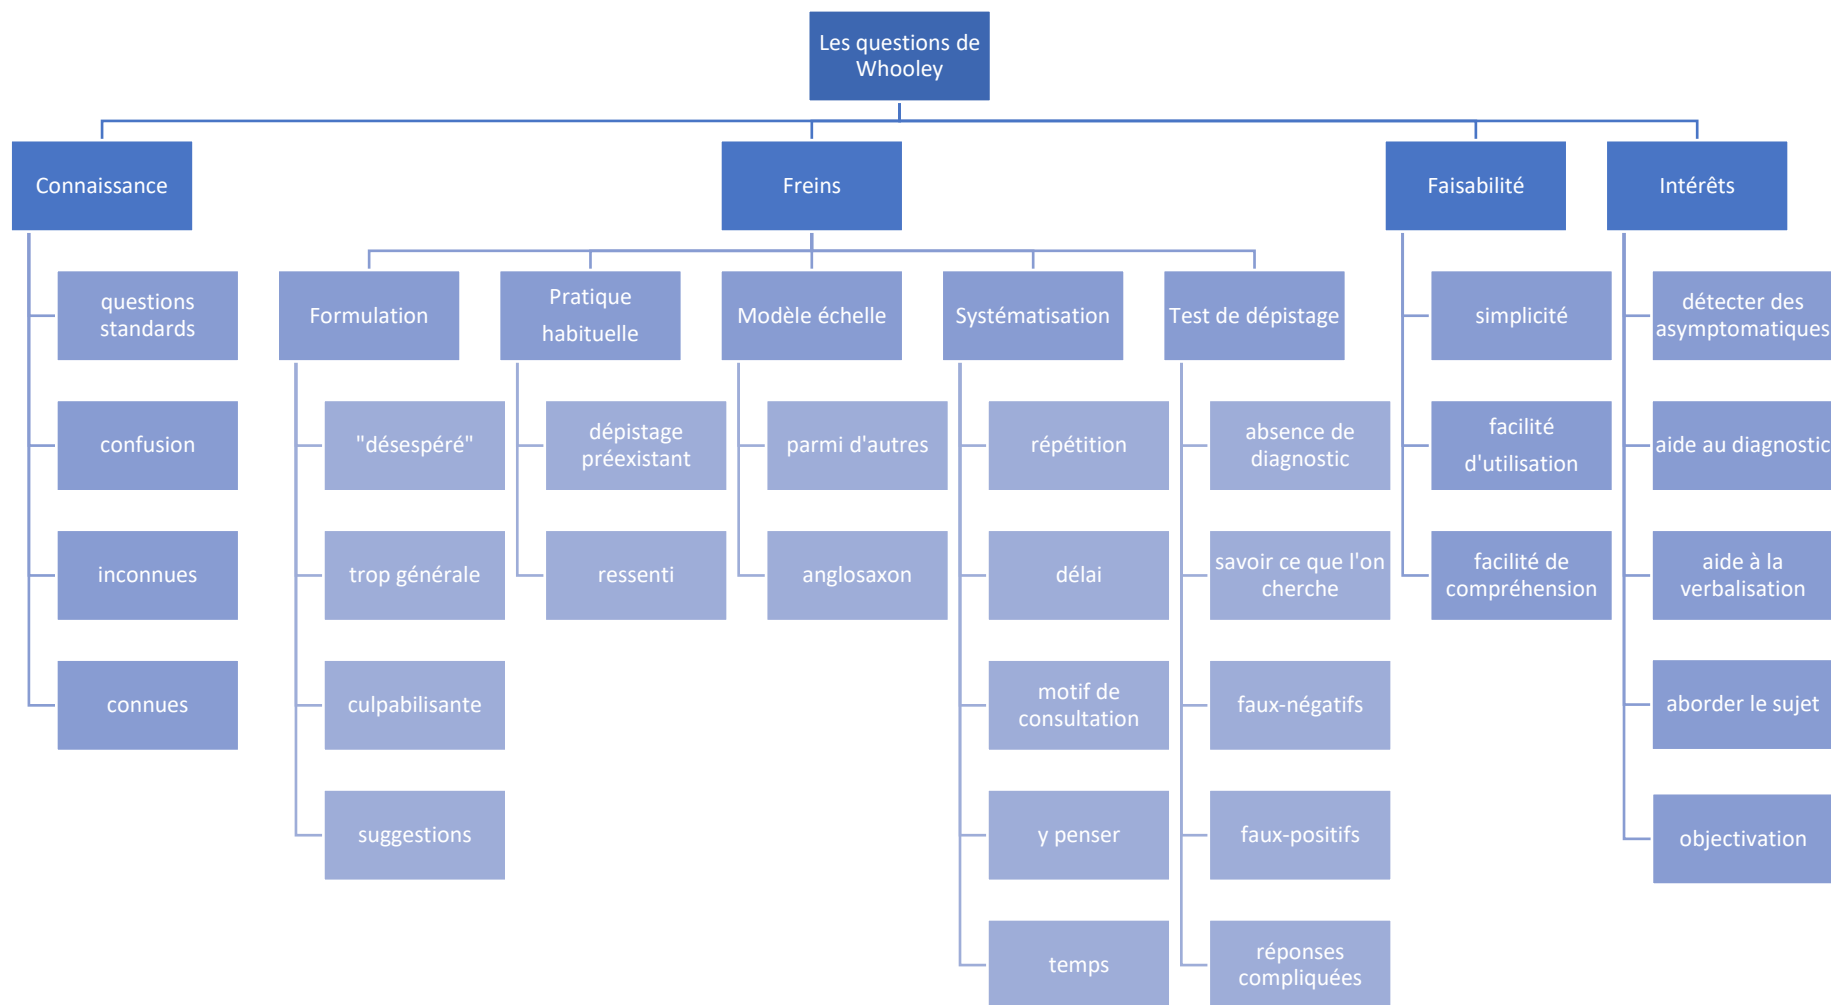 Les questions de
Whooley
Connaissance
questions
standards
confusion
inconnues
connues
Freins
Formulation
"désespéré"
trop générale
culpabilisante
suggestions
Pratique
habituelle
dépistage
préexistant
ressenti
Modèle échelle
parmi d'autres
anglosaxon
Systématisation
répétition
délai
motif de
consultation
y penser
temps
Test de dépistage
absence de
diagnostic
savoir ce que l'on
cherche
faux-négatifs
faux-positifs
réponses
compliquées
Faisabilité
simplicité
facilité
d'utilisation
facilité de
compréhension
Intérêts
détecter des
asymptomatiques
aide au diagnostic
aide à la
verbalisation
aborder le sujet
objectivation